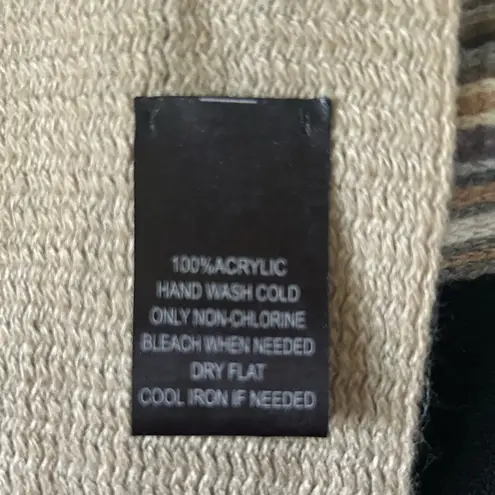 100%ACRYLIC
HAND WASH COLD
ONLY NON-CHLORINE
BLEACH WHEN NEEDED
DRY FLAT
COOL IRON IF NEEDED